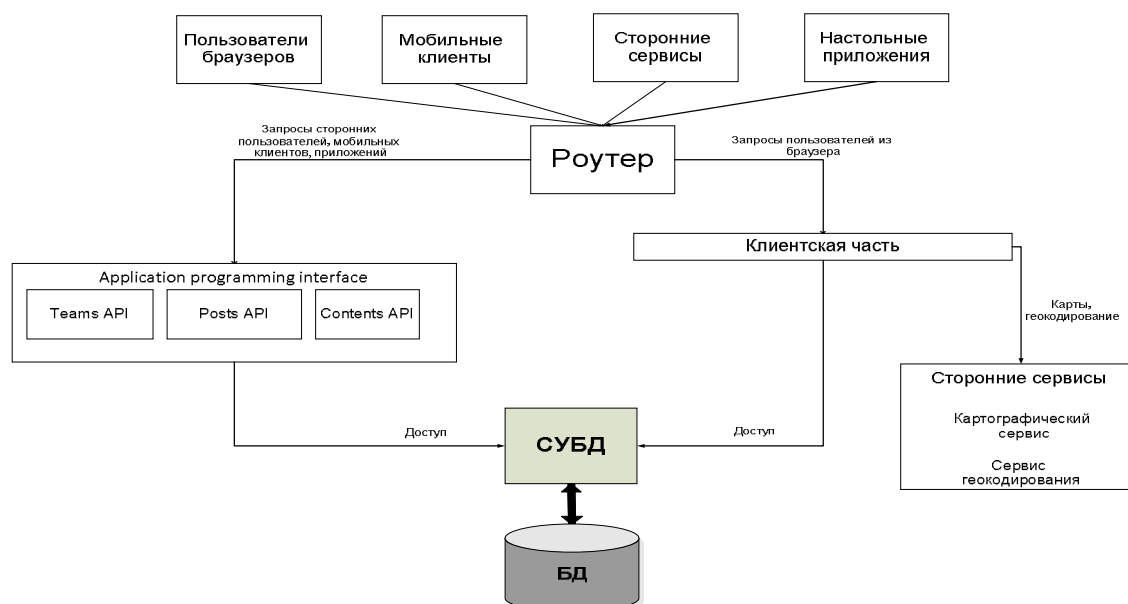 Пользователи
браузеров
Мобильные
клиенты
Сторонние
сервисы
Настольные
приложения
Запросы сторонних
пользователей, мобильных
клиентов, приложений
Роутер
Запросы пользователей из
браузера
Клиентская часть
Application programming interface
Teams API
Posts API
Contents API
Карты,
геокодирование
Сторонние сервисы
Картографический
сервис
Сервис
геокодирования
Доступ
СУБД
Доступ
БД